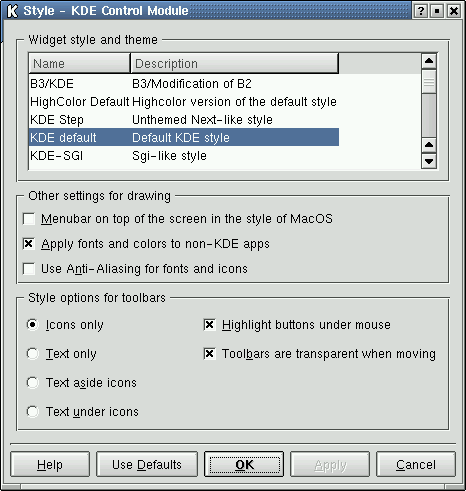 Style - KDE Control Module
Widget style and theme
Name Description
B3/KDE B3/Modification of B2
HighColor Default Highcolor version of the default style
KDE Step Unthemed Next-like style
KDE default Default KDE style
KDE-SGI Sgi-like style
Other settings for drawing
Menubar on top of the screen in the style of MacOS
Apply fonts and colors to non-KDE apps
Use Anti-Aliasing for fonts and icons
Style options for toolbars
Icons only Highlight buttons under mouse
Text only Toolbars are transparent when moving
Text aside icons
Text under icons
Help Use Defaults OK Apply Cancel